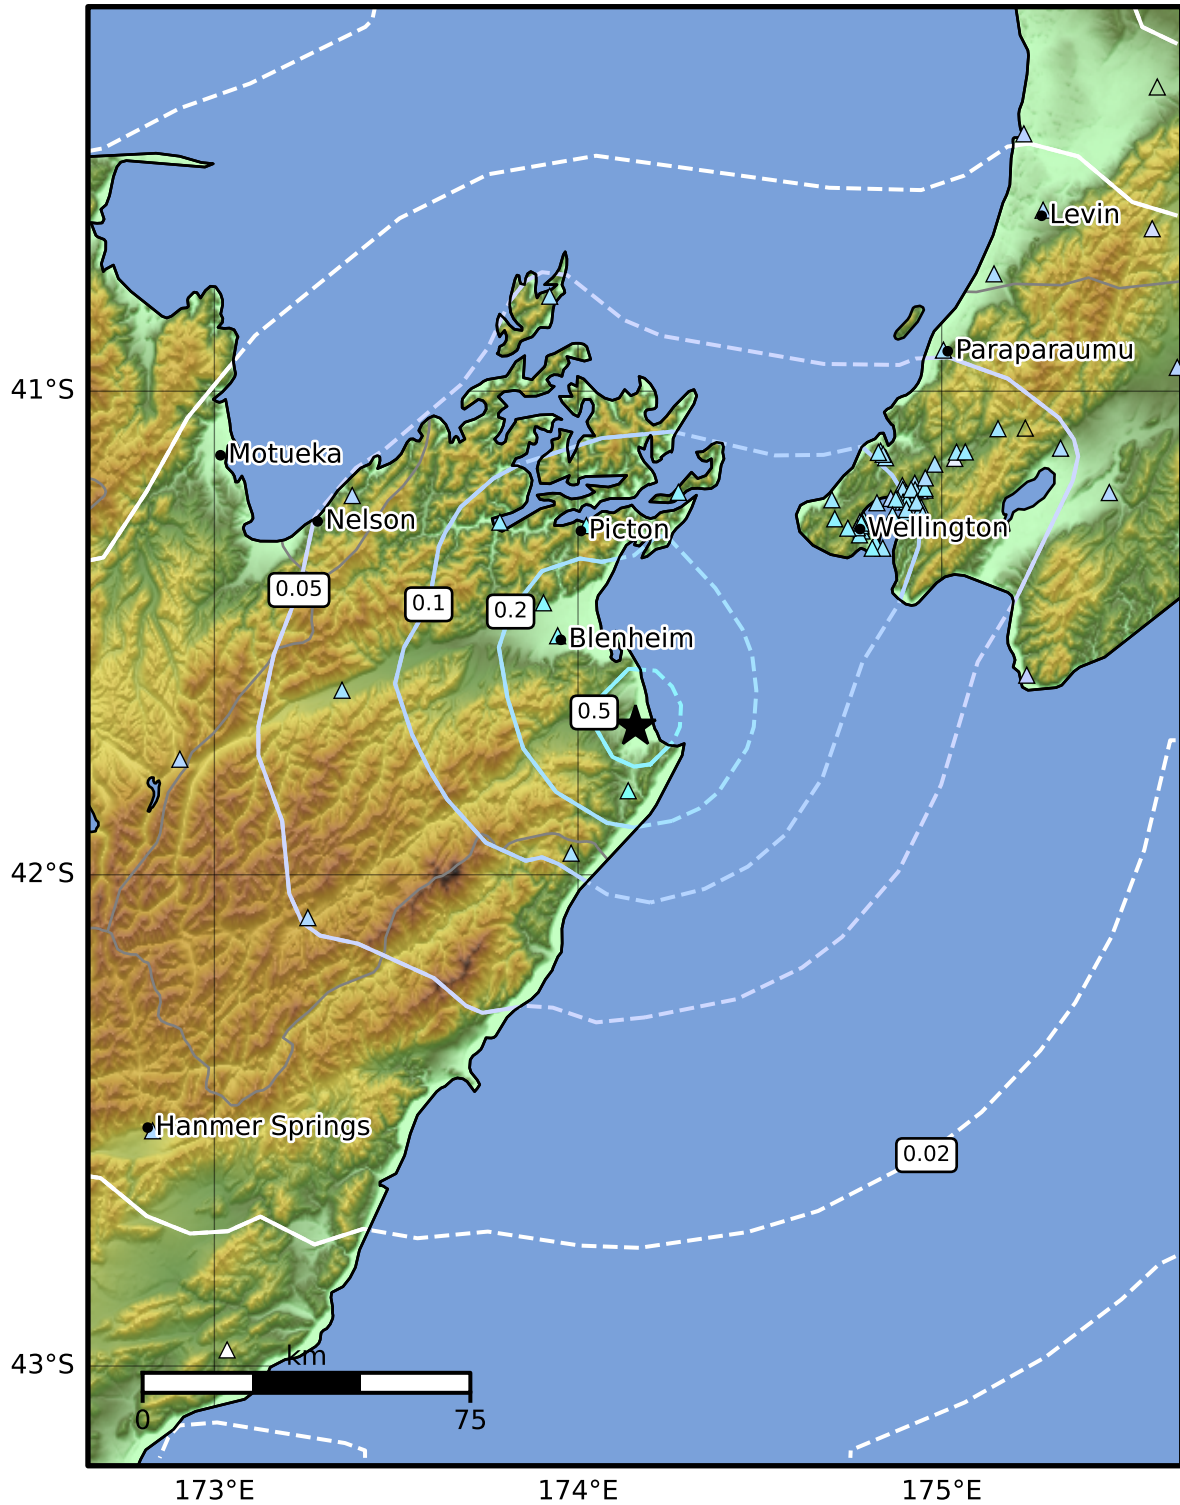 Levin
Paraparaumu
41°S
Motueka
Nelson
Picton
Wellington
0.05
0.1
0.2
Blenheim
0.5
42°S
Hanmer Springs
0.02
43°S
km
0
75
173°E
174°E
175°E